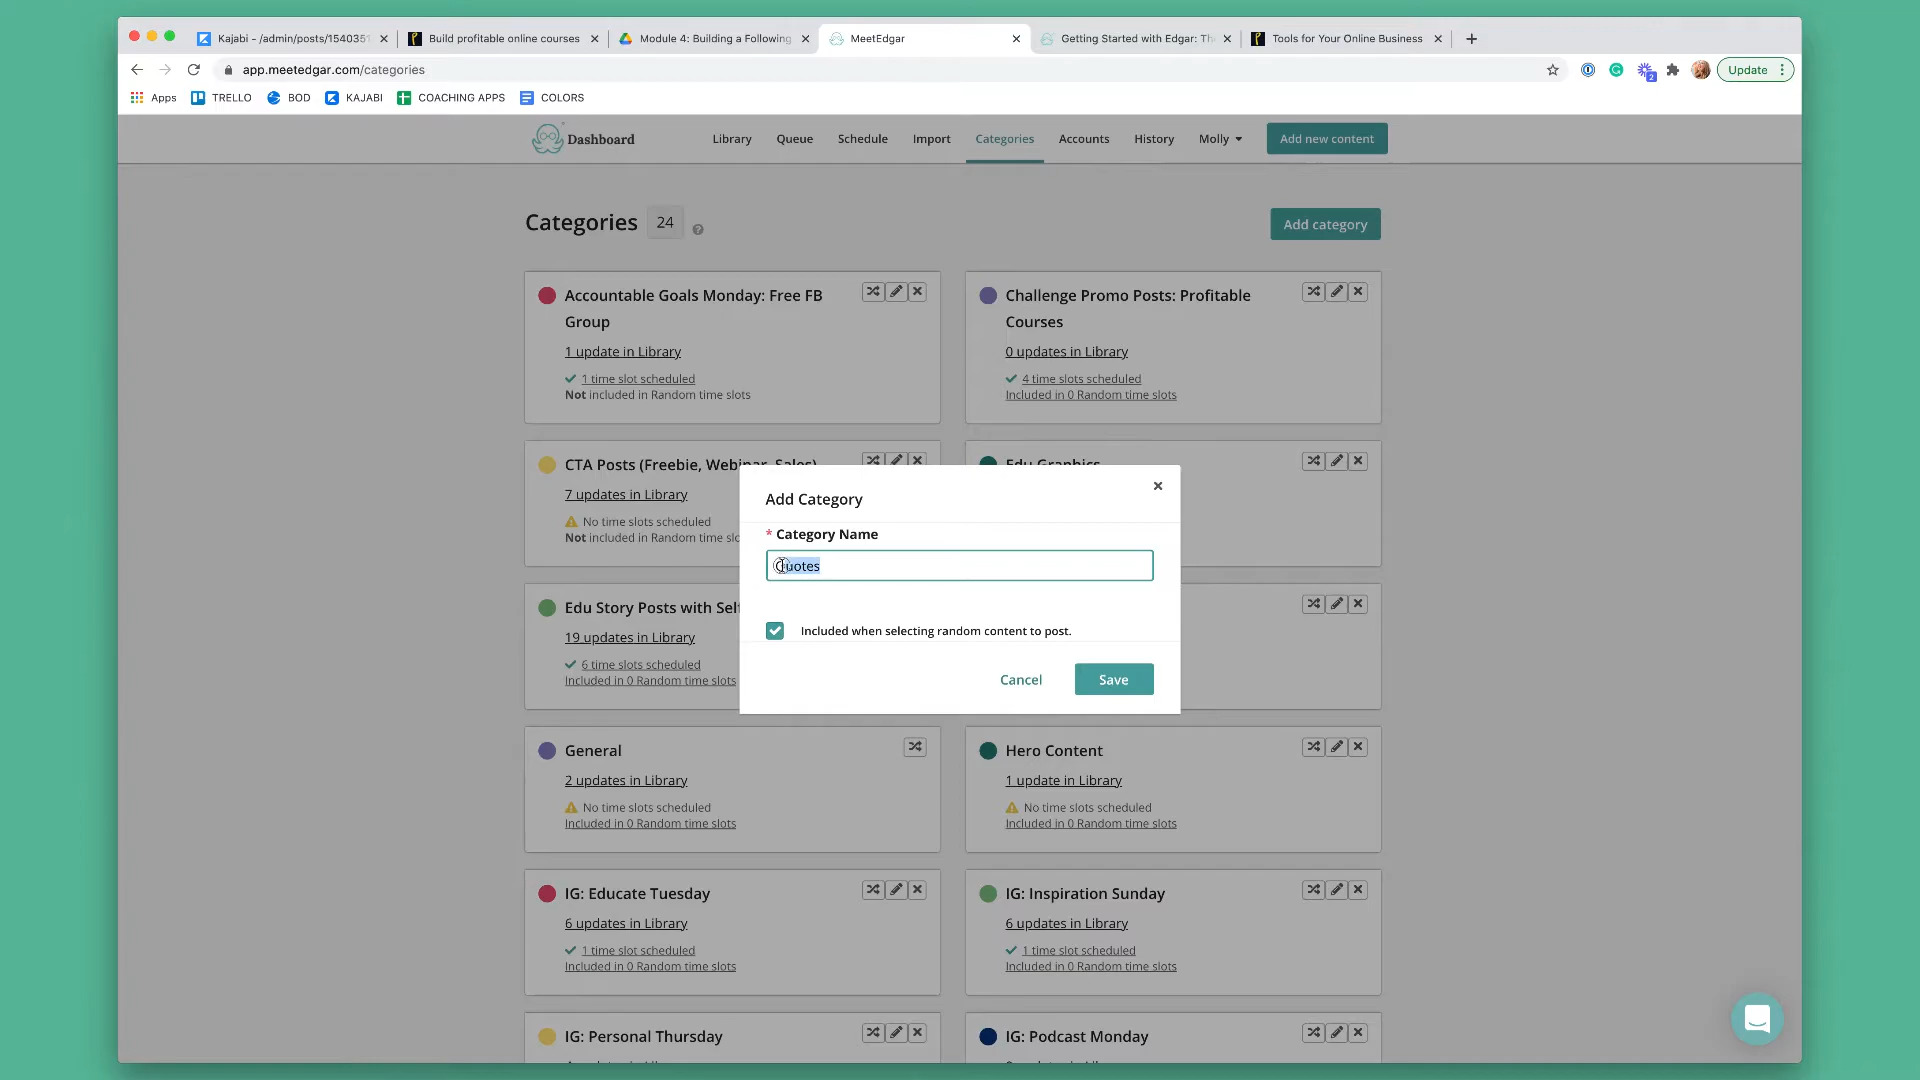 Kajabi - /admin/posts/1540351
Build profitable online courses
Module 4: Building a Following
MeetEdgar
Getting Started with Edgar: Th
Tools for Your Online Business
app.meetedgar.com/categories
2
Update
Apps
TRELLO
BOD
KAJABI
COACHING APPS
COLORS
Dashboard
Library
Queue
Schedule
Import
Categories
Accounts
History
Molly
Add new content
Categories
24
?
Add category
Accountable Goals Monday: Free FB
Group
1 update in Library
1 time slot scheduled
Not included in Random time slots
Challenge Promo Posts: Profitable
Courses
0 updates in Library
4 time slots scheduled
Included in 0 Random time slots
CTA Posts (Freebie, Webinar, Sales)
7 updates in Library
No time slots scheduled
Not included in Random time
Edu Graphics
Add Category
* Category Name
Quotes
Included when selecting random content to post.
Cancel
Save
Edu Story Posts with Self
19 updates in Library
6 time slots scheduled
Included in 0 Random time slots
General
2 updates in Library
No time slots scheduled
Included in 0 Random time slots
Hero Content
1 update in Library
No time slots scheduled
Included in 0 Random time slots
IG: Educate Tuesday
6 updates in Library
1 time slot scheduled
Included in 0 Random time slots
IG: Inspiration Sunday
6 updates in Library
1 time slot scheduled
Included in 0 Random time slots
IG: Personal Thursday
IG: Podcast Monday